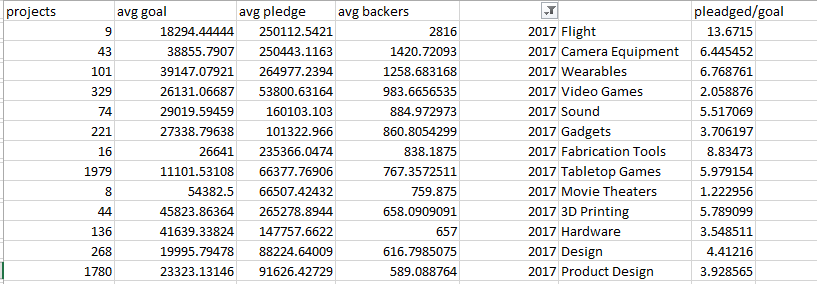 projects avg goal avg pledge avg backers pleadged/goal
9 18294.44444 250112.5421 2816 2017 Flight 13.6715
43 38855.7907 250443.1163 1420.72093 2017 Camera Equipment 6.445452
101 39147.07921 264977.2394 1258.683168 2017 Wearables 6.768761
329 26131.06687 53800.63164 983.6656535 2017 Video Games 2.058876
74 29019.59459 160103.103 884.972973 2017 Sound 5.517069
221 27338.79638 101322.966 860.8054299 2017 Gadgets 3.706197
16 26641 235366.0474 838.1875 2017 Fabrication Tools 8.83473
1979 11101.53108 66377.76906 767.3572511 2017 Tabletop Games 5.979154
8 54382.5 66507.42432 759.875 2017 Movie Theaters 1.222956
44 45823.86364 265278.8944 658.0909091 2017 3D Printing 5.789099
136 41639.33824 147757.6622 657 2017 Hardware 3.548511
268 19995.79478 88224.64009 616.7985075 2017 Design 4.41216
1780 23323.13146 91626.42729 589.088764 2017 Product Design 3.928565